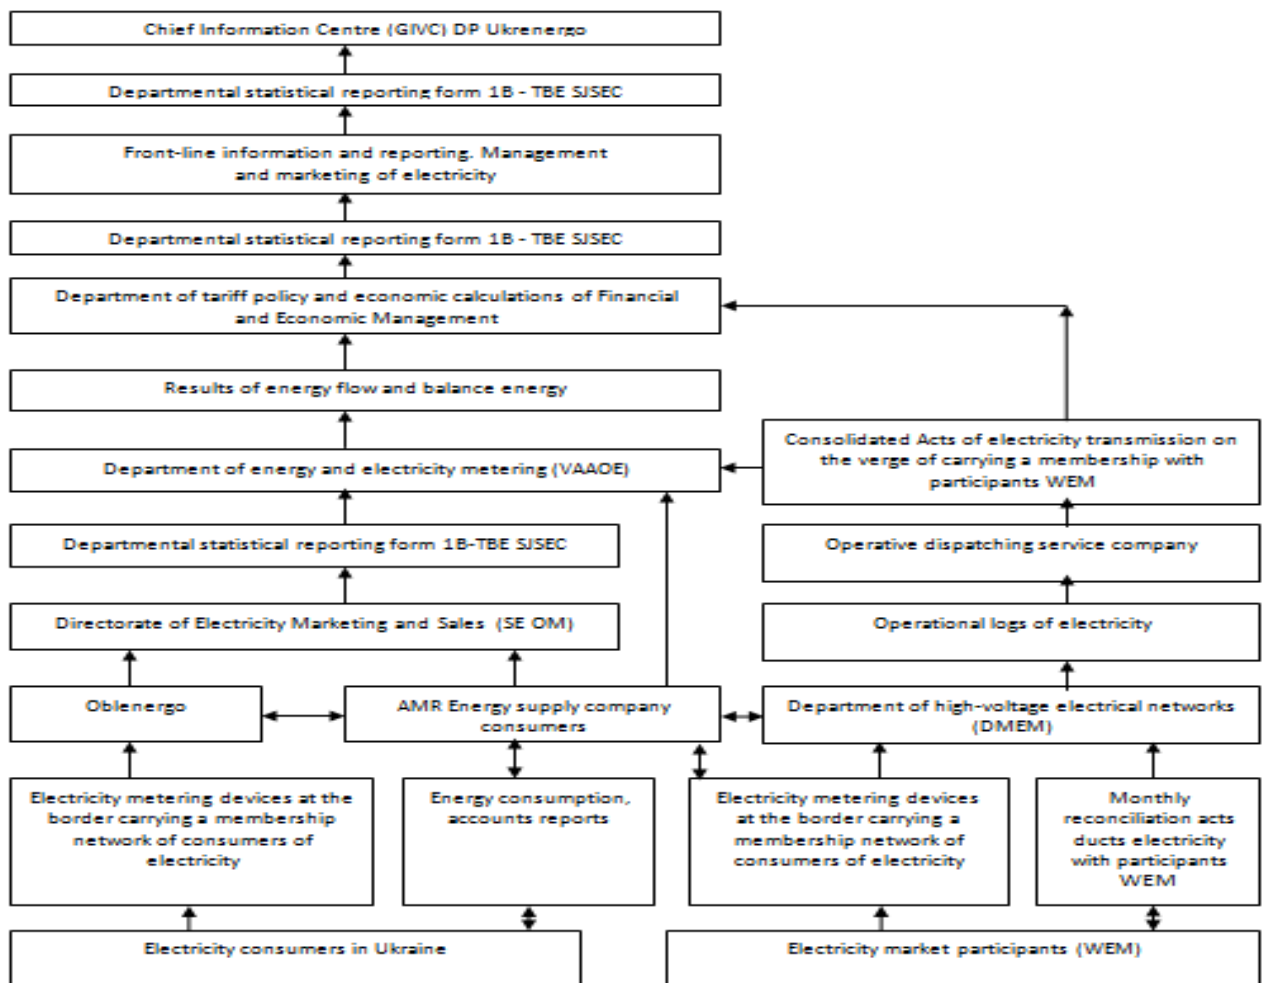 Chief Information Centre (GIVC) DP Ukrenergo
Departmental statistical reporting form 1B - TBE SJSEC
Front-line information and reporting. Management
and marketing of electricity
Departmental statistical reporting form 1B - TBE SJSEC
Department of tariff policy and economic calculations of Financial
and Economic Management
Results of energy flow and balance energy
Consolidated Acts of electricity transmission on
the verge of carrying a membership with
participants WEM
Department of energy and electricity metering (VAAOE)
Departmental statistical reporting form 1B-TBE SJSEC
Operative dispatching service company
Directorate of Electricity Marketing and Sales (SE OM)
Operational logs of electricity
Oblenergo
AMR Energy supply company
consumers
Department of high-voltage electrical networks
(DMEM)
Electricity metering devices at the
border carrying a membership
network of consumers of
electricity
Energy consumption,
accounts reports
Electricity metering devices
at the border carrying a
membership network of
consumers of electricity
Monthly
reconciliation acts
ducts electricity
with participants
WEM
Electricity consumers in Ukraine
Electricity market participants (WEM)